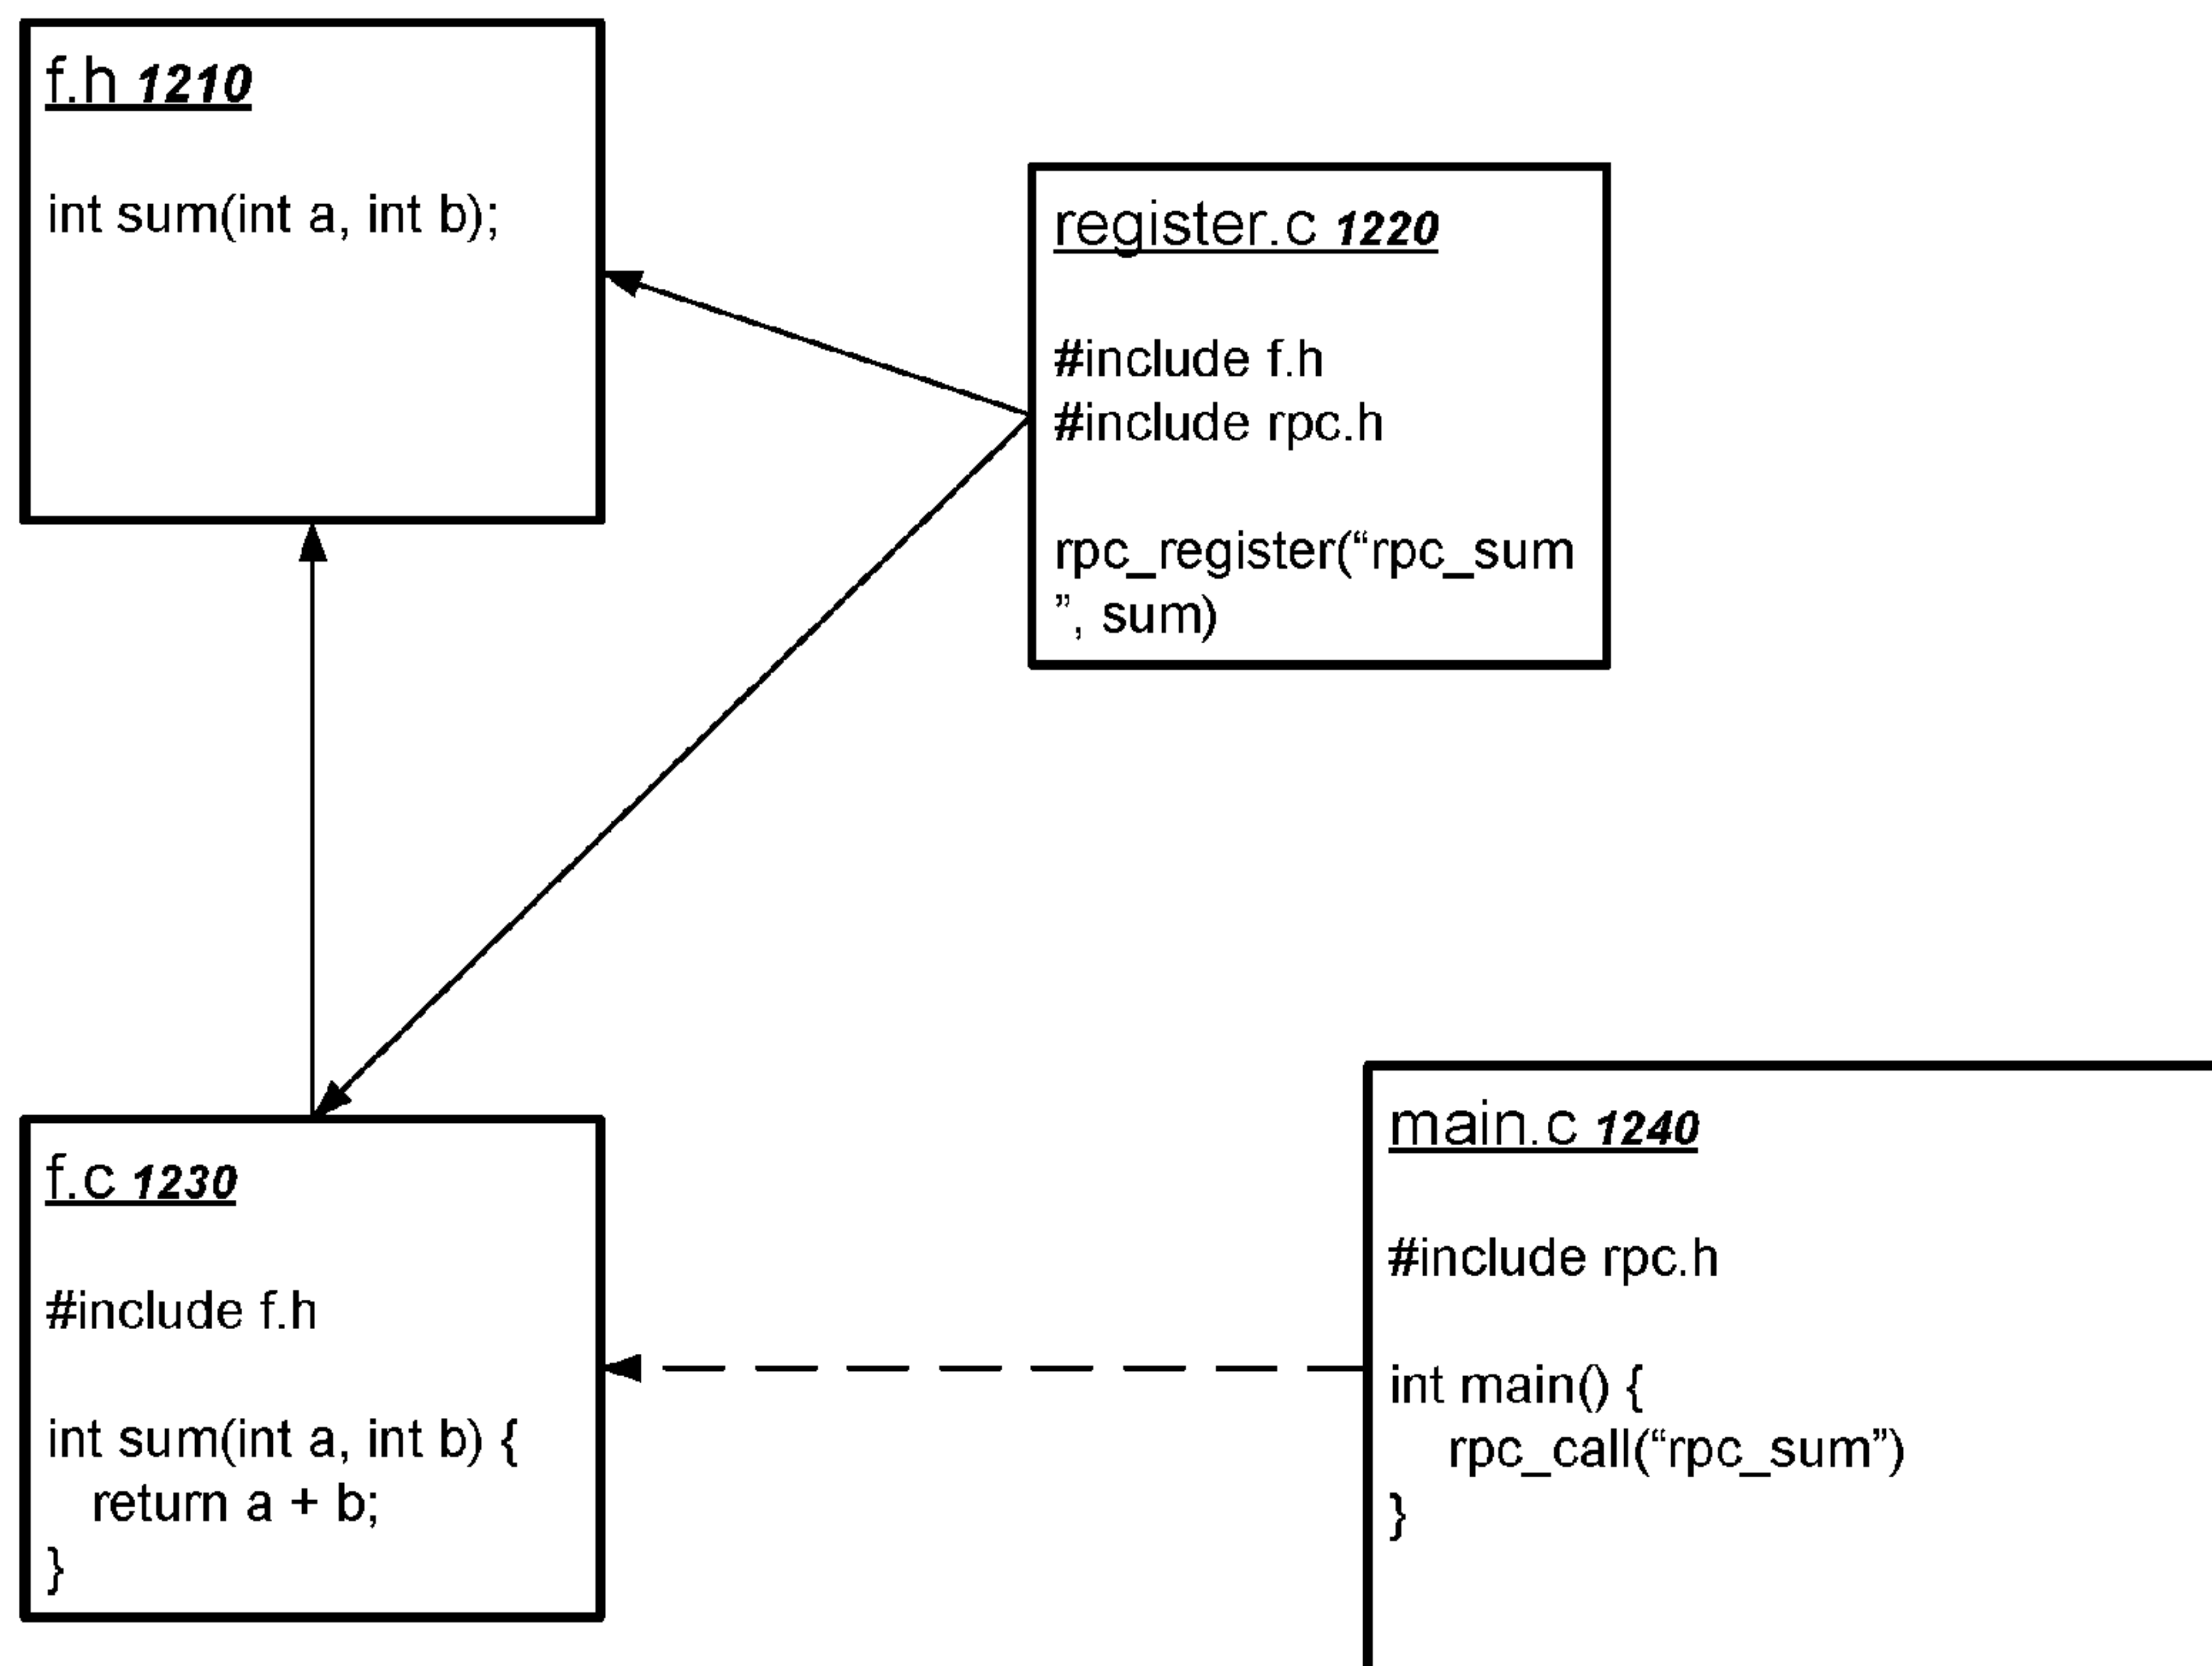 f.h 1210
int sum(int a, int b);
register.c 1220
#include f.h
#include rpc.h
rpc_register(“rpc_sum
”, sum)
f.c 1230
#include f.h
int sum(int a, int b) {
return a + b;
}
main.c 1240
#include rpc.h
int main() {
rpc_call(“rpc_sum”)
}